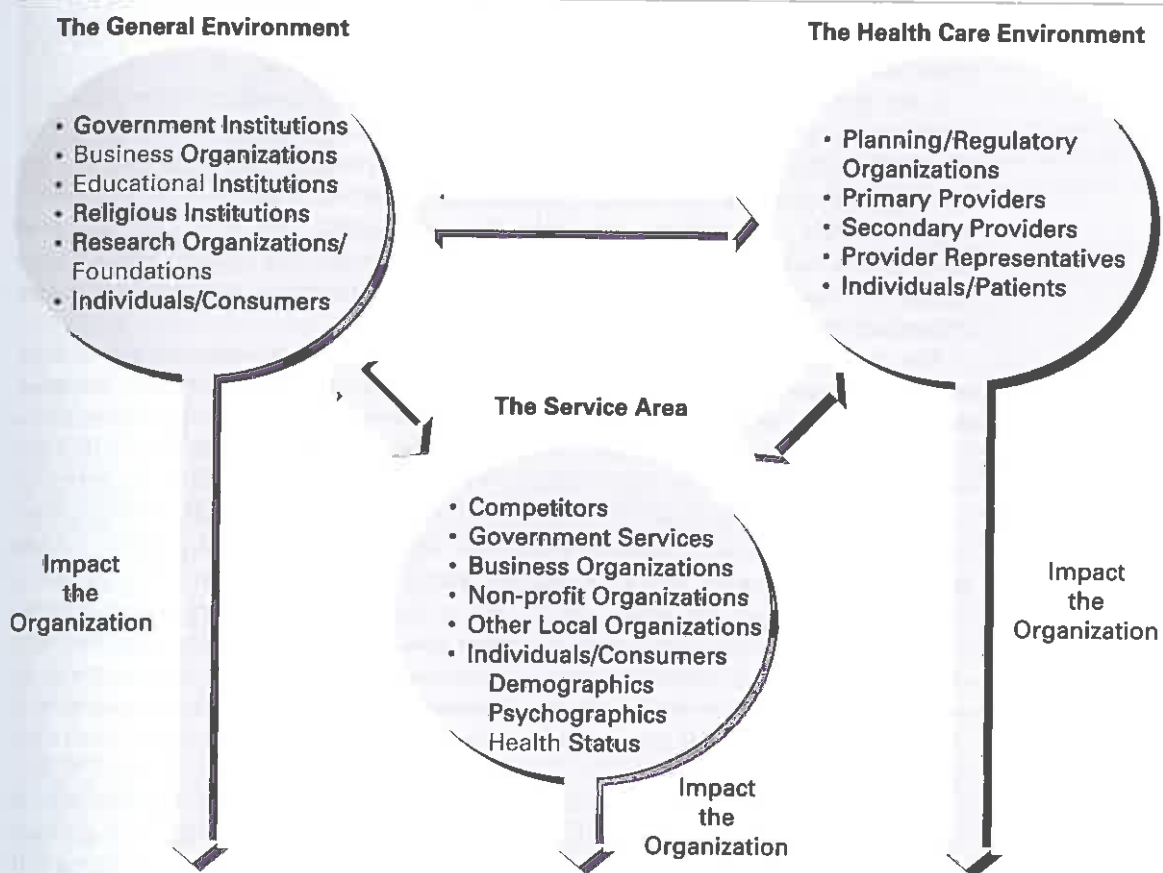 The General Environment
• Government Institutions
• Business Organizations
• Educational Institutions
• Religious Institutions
• Research Organizations/
Foundations
• Individuals/Consumers
The Health Care Environment
• Planning/Regulatory
Organizations
• Primary Providers
• Secondary Providers
• Provider Representatives
• Individuals/Patients
The Service Area
• Competitors
• Government Services
• Business Organizations
• Non-profit Organizations
• Other Local Organizations
• Individuals/Consumers
Demographics
Psychographics
Health Status
Impact
the
Organization
Impact
the
Organization
Impact
the
Organization